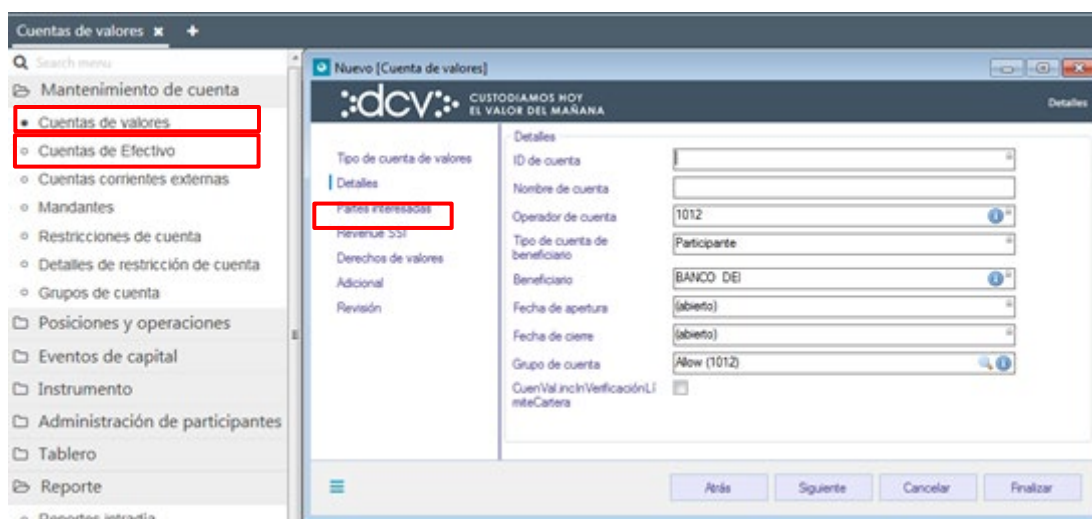 Cuentas de valores × +
Search menu
Mantenimiento de cuenta
Cuentas de valores
Cuentas de Efectivo
Cuentas corrientes externas
Mandantes
Restricciones de cuenta
Detalles de restricción de cuenta
Grupos de cuenta
Posiciones y operaciones
Eventos de capital
Instrumento
Administración de participantes
Tablero
Reporte
Reportes intradía
Nuevo [Cuenta de valores]
dcv CUSTODIAMOS HOY
EL VALOR DEL MAÑANA
Detalles
Tipo de cuenta de valores
Detalles
Partes interesadas
Revenue SSI
Derechos de valores
Adicional
Revisión
Detalles
ID de cuenta
Nombre de cuenta
Operador de cuenta 1012
Tipo de cuenta de
beneficiario Participante
Beneficiario BANCO DEI
Fecha de apertura (abierto)
Fecha de cierre (abierto)
Grupo de cuenta Allow (1012)
CuenVal.incInVerificaciónLí
miteCartera
Atrás Siguiente Cancelar Finalizar